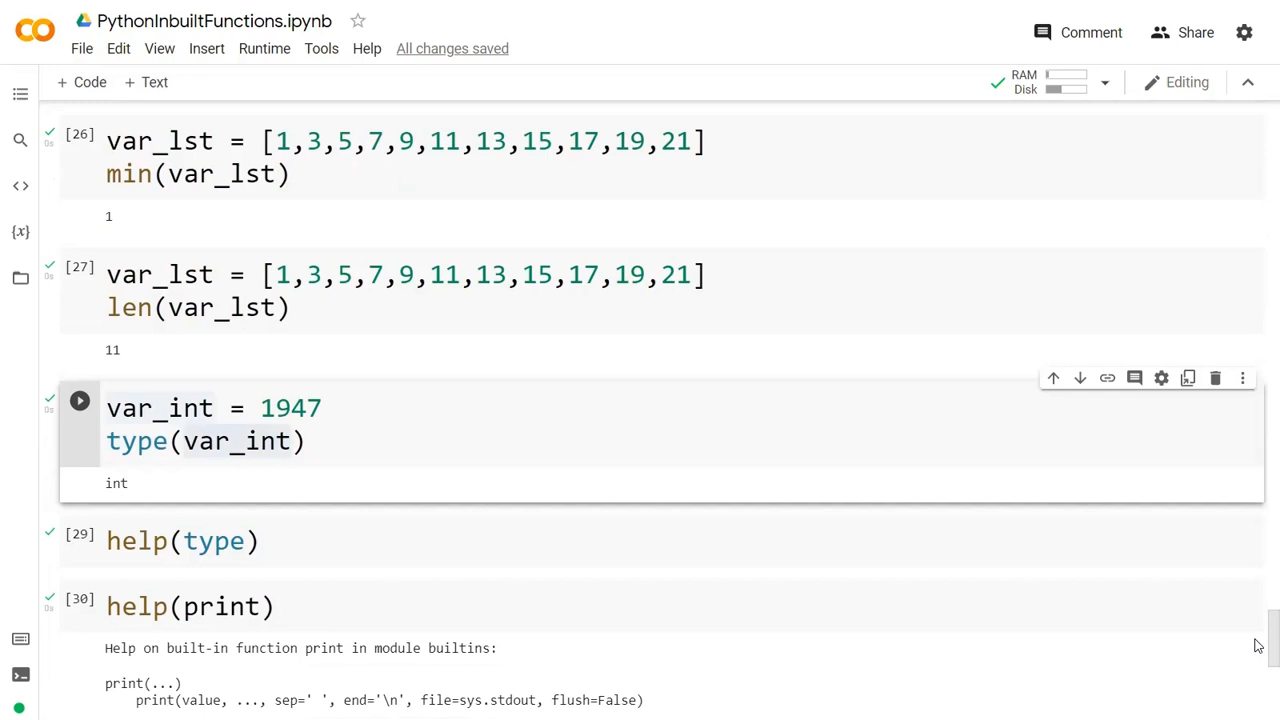 PythonInbuiltFunctions.ipynb
File Edit View Insert Runtime Tools Help All changes saved
Comment Share
+ Code + Text
RAM
Disk
Editing
[26] var_lst = [1,3,5,7,9,11,13,15,17,19,21]
0s
min(var_lst)
1
[27] var_lst = [1,3,5,7,9,11,13,15,17,19,21]
0s
len(var_lst)
11
var_int = 1947
0s
type(var_int)
int
[29] help(type)
[30] help(print)
0s
Help on built-in function print in module builtins:
print(...)
print(value, ..., sep=' ', end='\n', file=sys.stdout, flush=False)